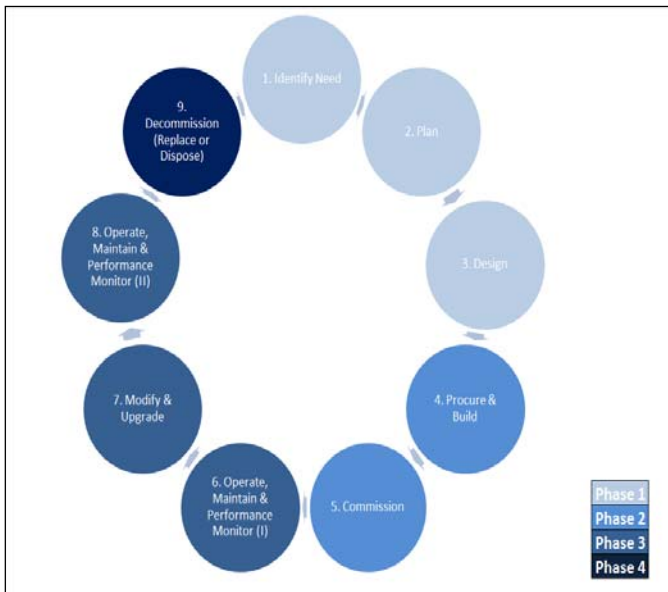 1. Identify Need
2. Plan
3. Design
4. Procure &
Build
5. Commission
6. Operate,
Maintain &
Performance
Monitor (I)
7. Modify &
Upgrade
8. Operate,
Maintain &
Performance
Monitor (II)
9.
Decommission
(Replace or
Dispose)
Phase 1
Phase 2
Phase 3
Phase 4